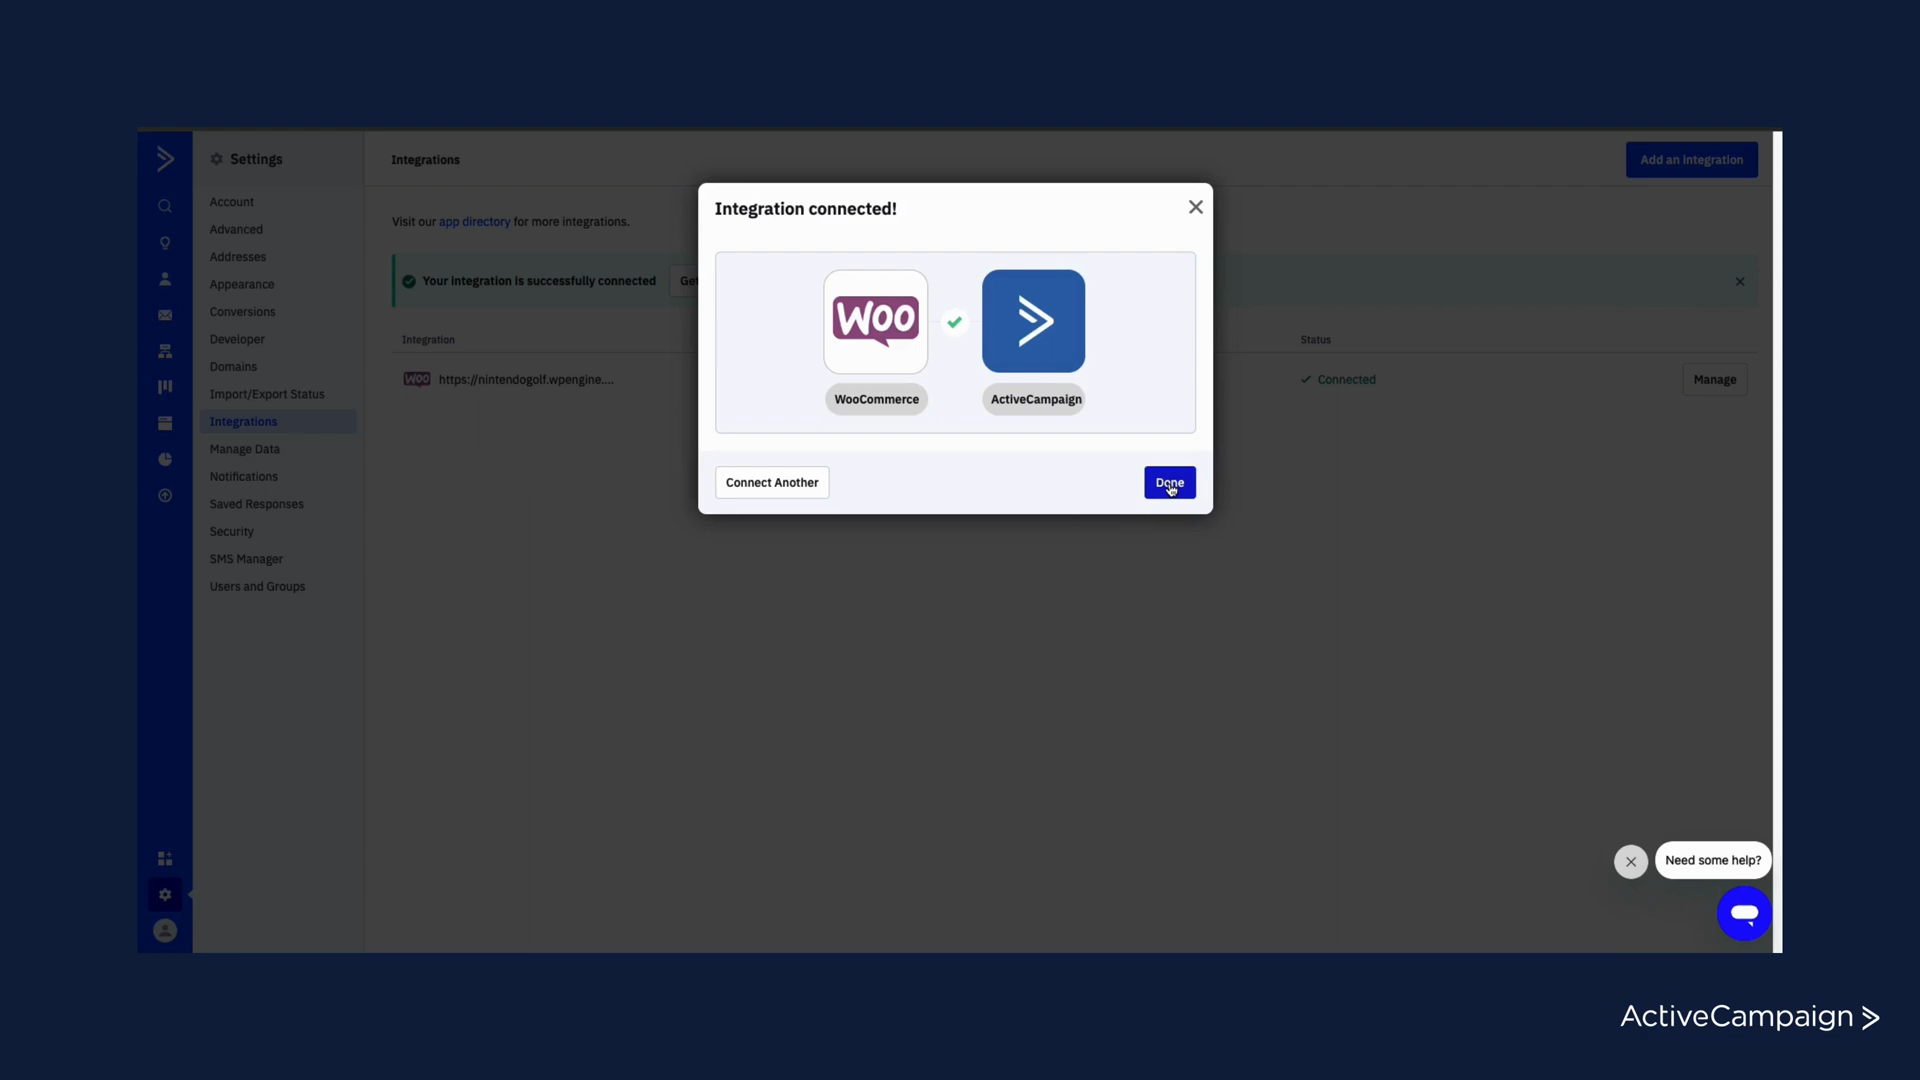 Settings
Account
Advanced
Addresses
Appearance
Conversions
Developer
Domains
Import/Export Status
Integrations
Manage Data
Notifications
Saved Responses
Security
SMS Manager
Users and Groups
Integrations
Add an integration
Visit our app directory for more integrations.
Your integration is successfully connected
Get
Integration
Status
Woo https://nintendogolf.wpengine....
Connected
Manage
Integration connected!
Woo
WooCommerce
ActiveCampaign
Connect Another
Done
Need some help?
ActiveCampaign